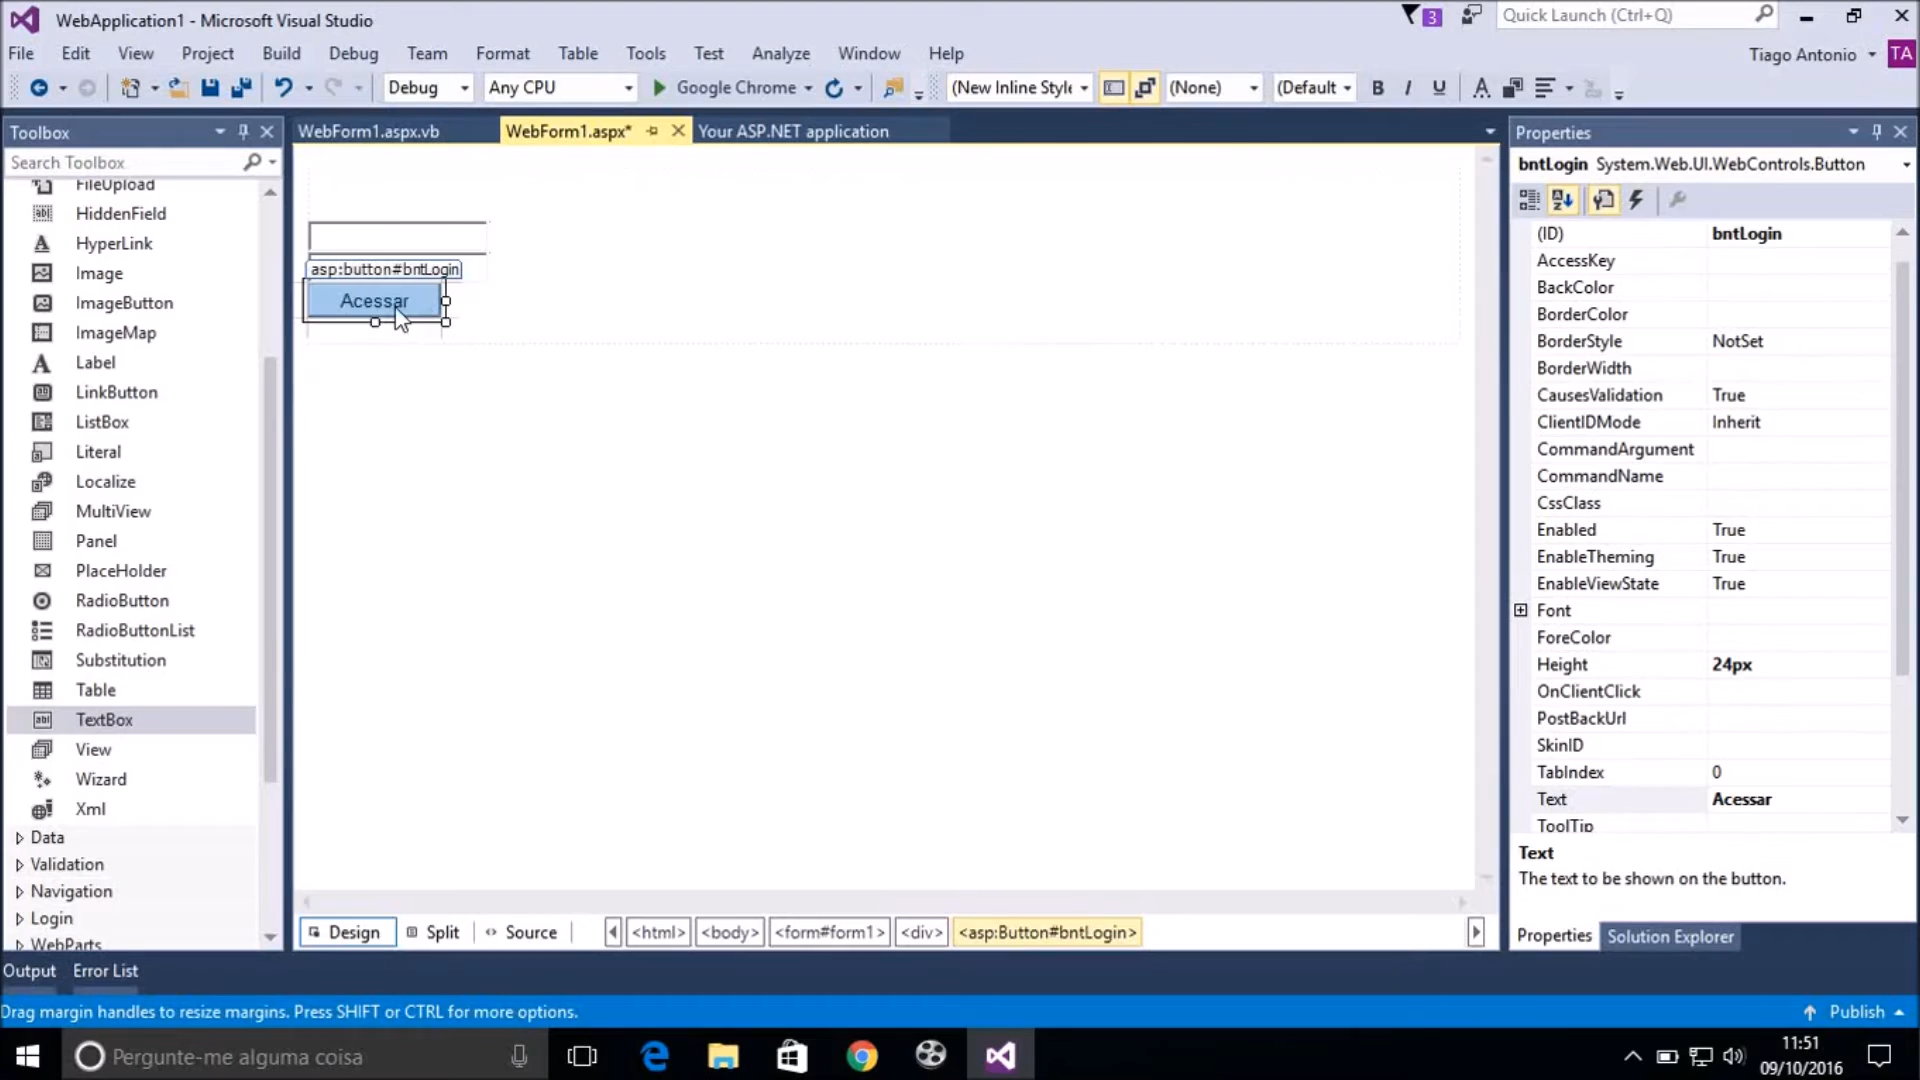 WebApplication1 - Microsoft Visual Studio
3
Quick Launch (Ctrl+Q)
File Edit View Project Build Debug Team Format Table Tools Test Analyze Window Help
Tiago Antonio TA
Debug Any CPU Google Chrome (New Inline Style (None) (Default B I U A
Toolbox
WebForm1.aspx.vb WebForm1.aspx* Your ASP.NET application
Search Toolbox
FileUpload
HiddenField
HyperLink
Image
ImageButton
ImageMap
Label
LinkButton
ListBox
Literal
Localize
MultiView
Panel
PlaceHolder
RadioButton
RadioButtonList
Substitution
Table
TextBox
View
Wizard
Xml
Data
Validation
Navigation
Login
WebParts
asp:button#bntLogin
Acessar
Design Split Source <html> <body> <form#form1> <div> <asp:Button#bntLogin>
Properties
bntLogin System.Web.UI.WebControls.Button
(ID) bntLogin
AccessKey
BackColor
BorderColor
BorderStyle NotSet
BorderWidth
CausesValidation True
ClientIDMode Inherit
CommandArgument
CommandName
CssClass
Enabled True
EnableTheming True
EnableViewState True
Font
ForeColor
Height 24px
OnClientClick
PostBackUrl
SkinID
TabIndex 0
Text Acessar
ToolTip
Text
The text to be shown on the button.
Properties Solution Explorer
Output Error List
Drag margin handles to resize margins. Press SHIFT or CTRL for more options.
Publish
Pergunte-me alguma coisa
11:51
09/10/2016